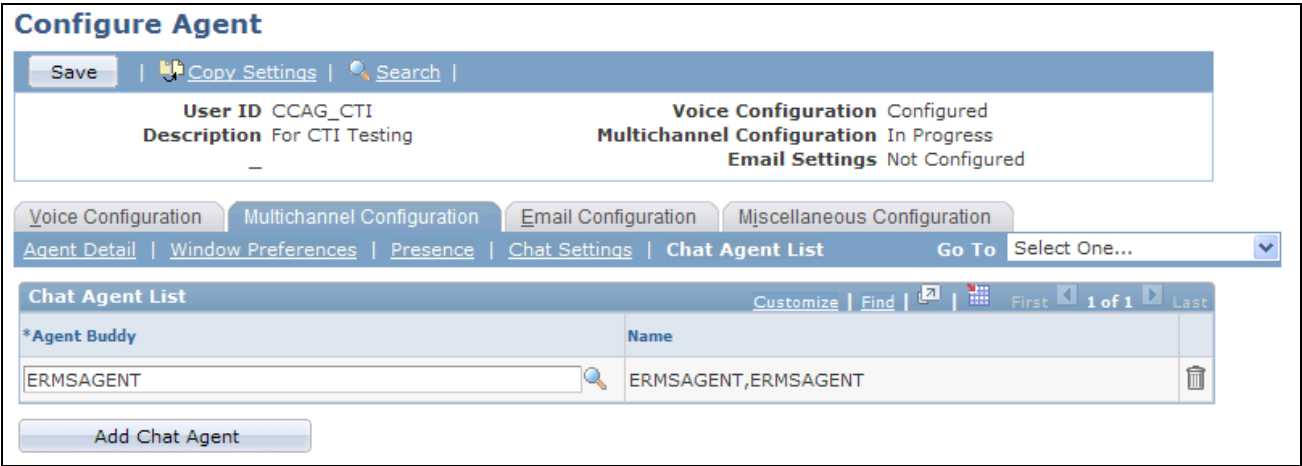 Configure Agent
Save | Copy Settings | Search |
User ID CCAG_CTI Voice Configuration Configured
Description For CTI Testing Multichannel Configuration In Progress
_ Email Settings Not Configured
Voice Configuration Multichannel Configuration Email Configuration Miscellaneous Configuration
Agent Detail | Window Preferences | Presence | Chat Settings | Chat Agent List Go To Select One...
Chat Agent List Customize | Find | | First 1 of 1 Last
*Agent Buddy Name
ERMSAGENT ERMSAGENT,ERMSAGENT
Add Chat Agent